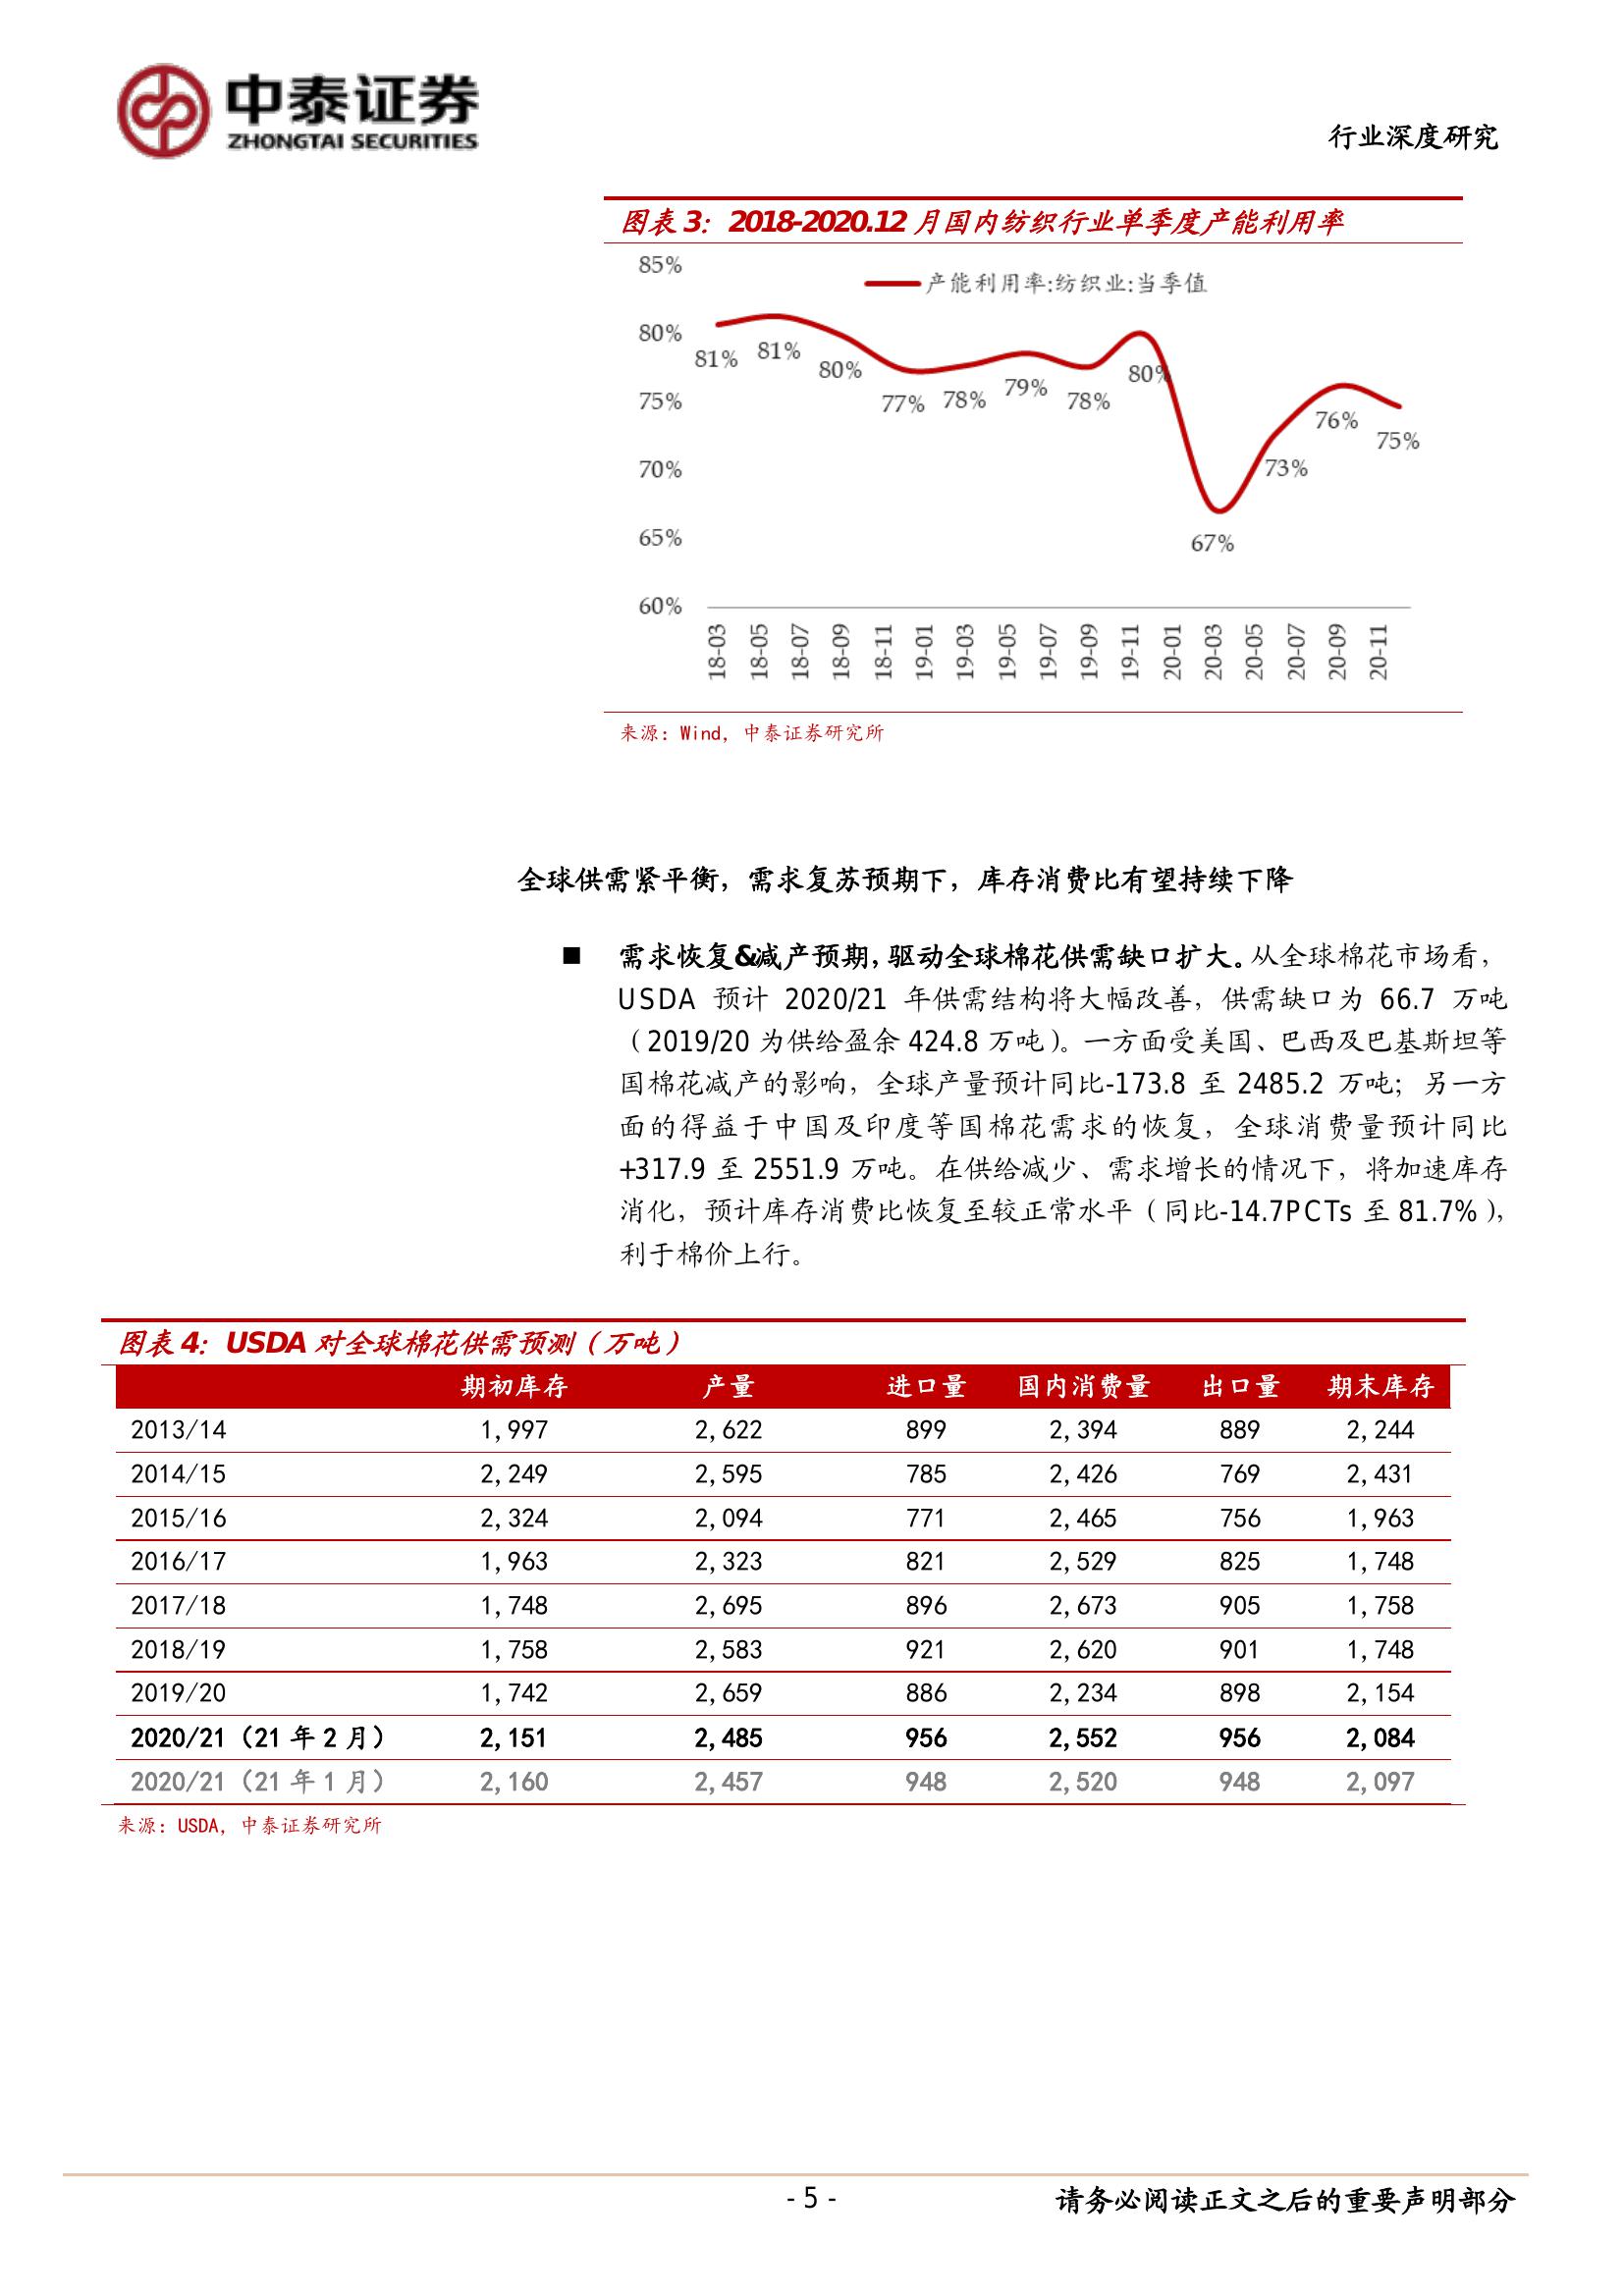 中泰证券
ZHONGTAI SECURITIES
行业深度研究
图表 3：2018-2020.12 月国内纺织行业单季度产能利用率
产能利用率:纺织业:当季值
85%
80%
75%
70%
65%
60%
81% 81% 80% 77% 78% 79% 78% 80% 67% 73% 76% 75%
18-03 18-05 18-07 18-09 18-11 19-01 19-03 19-05 19-07 19-09 19-11 20-01 20-03 20-05 20-07 20-09 20-11
来源：Wind，中泰证券研究所
全球供需紧平衡，需求复苏预期下，库存消费比有望持续下降
■ 需求恢复&减产预期，驱动全球棉花供需缺口扩大。从全球棉花市场看，
USDA 预计 2020/21 年供需结构将大幅改善，供需缺口为 66.7 万吨
（2019/20 为供给盈余 424.8 万吨）。一方面受美国、巴西及巴基斯坦等
国棉花减产的影响，全球产量预计同比-173.8 至 2485.2 万吨；另一方
面的得益于中国及印度等国棉花需求的恢复，全球消费量预计同比
+317.9 至 2551.9 万吨。在供给减少、需求增长的情况下，将加速库存
消化，预计库存消费比恢复至较正常水平（同比-14.7PCTs 至 81.7%），
利于棉价上行。
图表 4：USDA 对全球棉花供需预测（万吨）
期初库存 产量 进口量 国内消费量 出口量 期末库存
2013/14 1,997 2,622 899 2,394 889 2,244
2014/15 2,249 2,595 785 2,426 769 2,431
2015/16 2,324 2,094 771 2,465 756 1,963
2016/17 1,963 2,323 821 2,529 825 1,748
2017/18 1,748 2,695 896 2,673 905 1,758
2018/19 1,758 2,583 921 2,620 901 1,748
2019/20 1,742 2,659 886 2,234 898 2,154
2020/21（21 年 2 月） 2,151 2,485 956 2,552 956 2,084
2020/21（21 年 1 月） 2,160 2,457 948 2,520 948 2,097
来源：USDA，中泰证券研究所
- 5 -
请务必阅读正文之后的重要声明部分